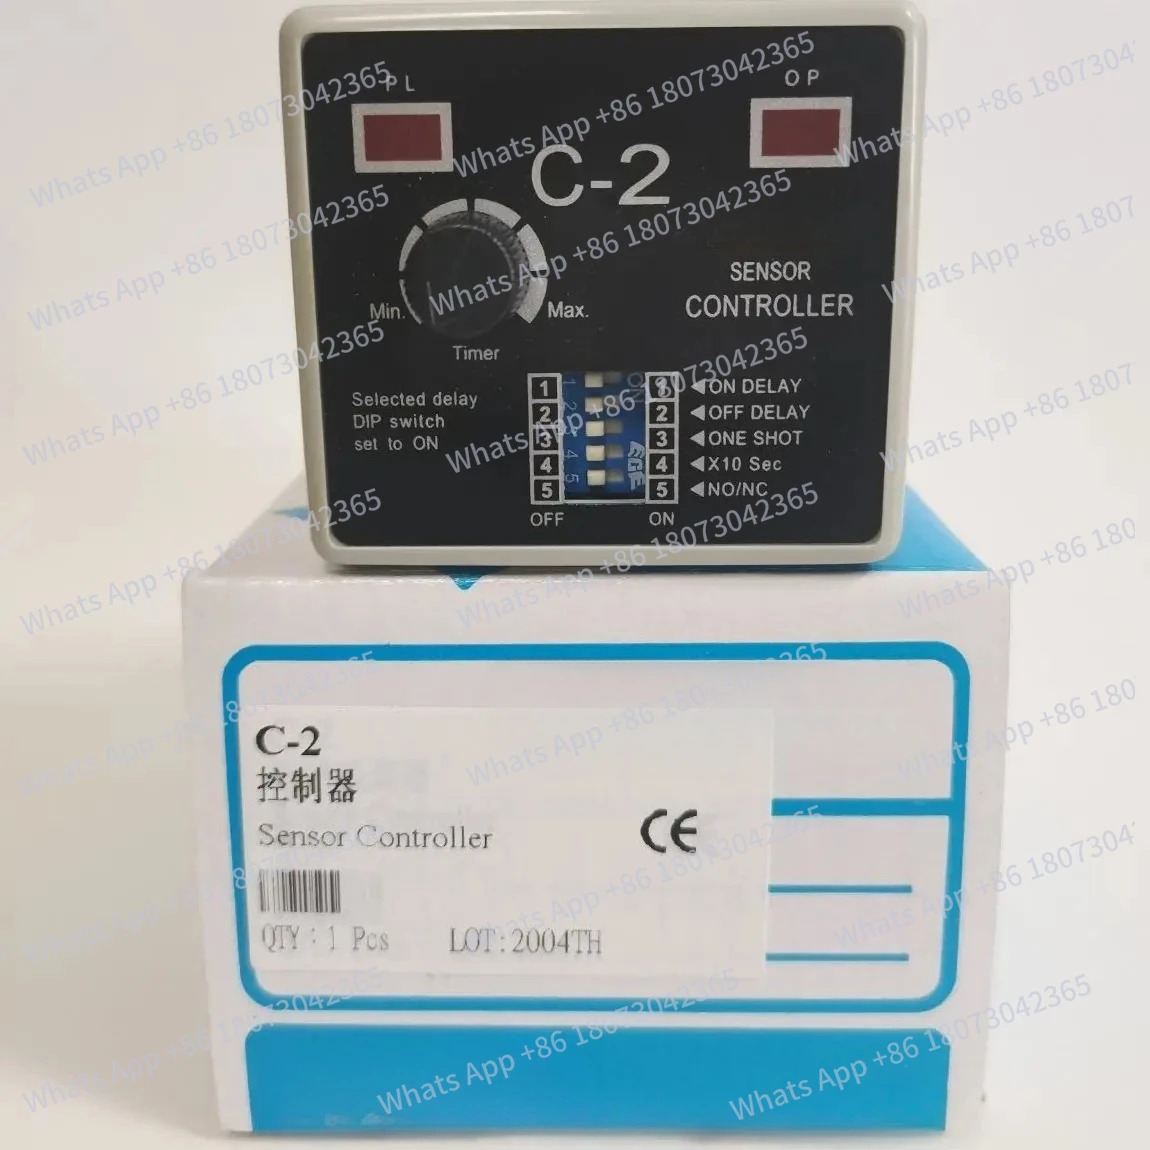 PL
OP
C-2
SENSOR
CONTROLLER
Min.
Max.
Timer
Selected delay
DIP switch
set to ON
1 1 ON DELAY
2 2 OFF DELAY
3 3 ONE SHOT
4 4 X10 Sec
5 5 NO/NC
OFF ON
C-2
控制器
Sensor Controller
CE
QTY : 1 Pcs LOT: 2004TH
Whats App +86 18073042365